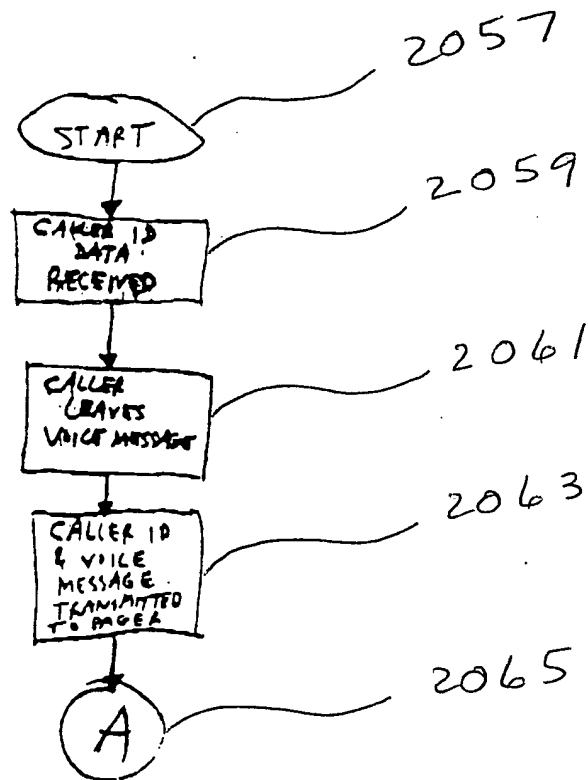 2057
START
2059
CALLER ID
DATA
RECEIVED
2061
CALLER
LEAVES
VOICE MESSAGE
2063
CALLER ID
& VOICE
MESSAGE
TRANSMITTED
TO PAGER
2065
A